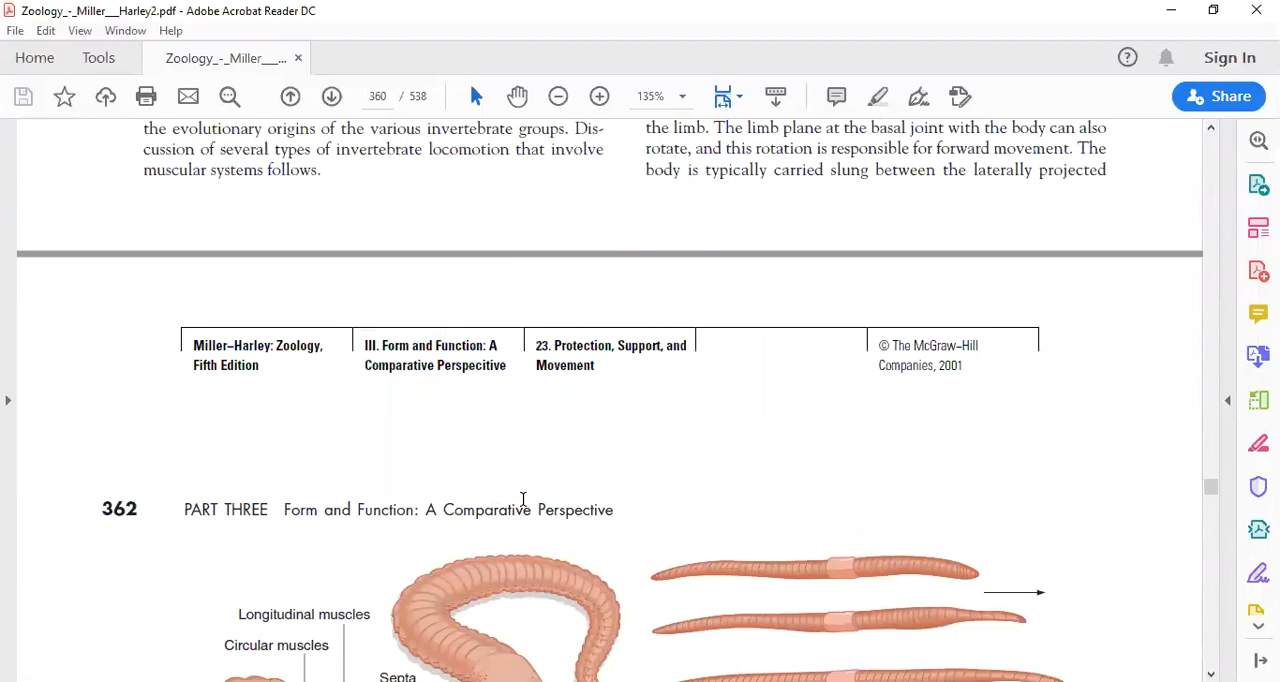 Zoology_-_Miller___Harley2.pdf - Adobe Acrobat Reader DC
File Edit View Window Help
Home Tools Zoology_-_Miller___... × Sign In
360 / 538 135% Share
the evolutionary origins of the various invertebrate groups. Dis-
cussion of several types of invertebrate locomotion that involve
muscular systems follows.
the limb. The limb plane at the basal joint with the body can also
rotate, and this rotation is responsible for forward movement. The
body is typically carried slung between the laterally projected
Miller–Harley: Zoology,
Fifth Edition
III. Form and Function: A
Comparative Perspecitive
23. Protection, Support, and
Movement
© The McGraw–Hill
Companies, 2001
362 PART THREE Form and Function: A Comparative Perspective
Longitudinal muscles
Circular muscles
Septa